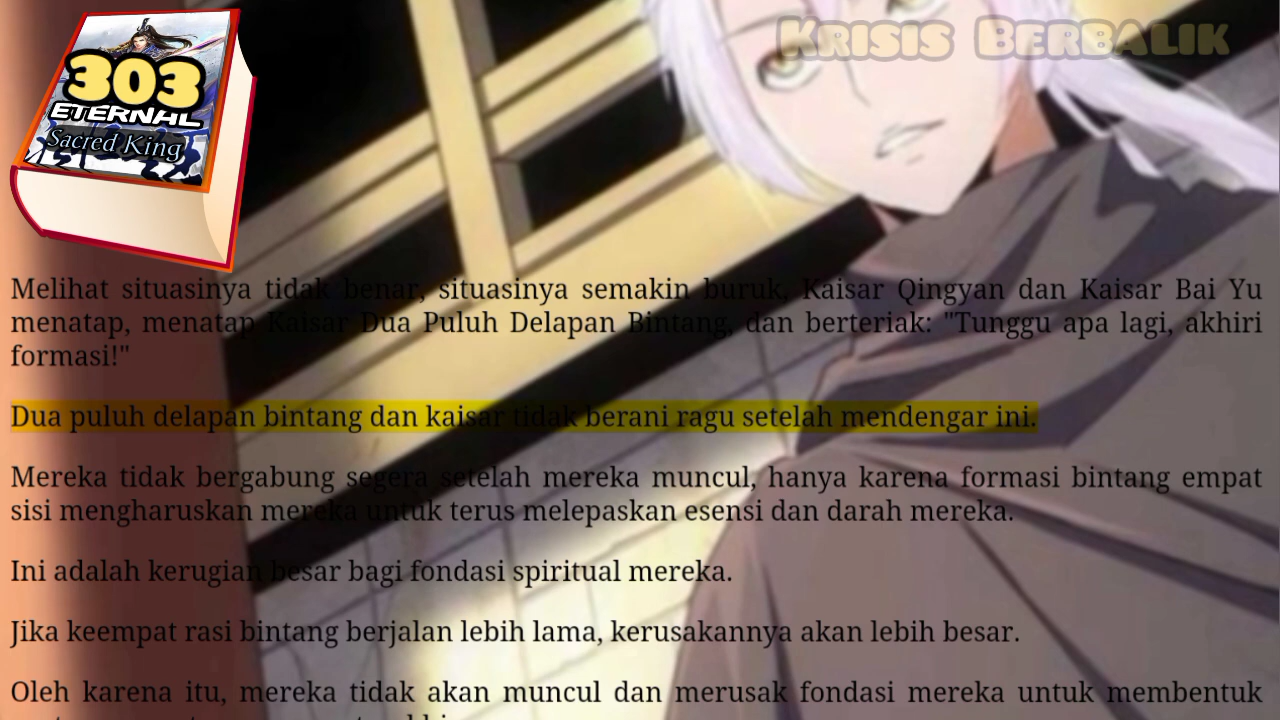 Krisis Berbalik
303
ETERNAL
Sacred King
Melihat situasinya tidak benar, situasinya semakin buruk, Kaisar Qingyan dan Kaisar Bai Yu
menatap, menatap Kaisar Dua Puluh Delapan Bintang, dan berteriak: "Tunggu apa lagi, akhiri
formasi!"
Dua puluh delapan bintang dan kaisar tidak berani ragu setelah mendengar ini.
Mereka tidak bergabung segera setelah mereka muncul, hanya karena formasi bintang empat
sisi mengharuskan mereka untuk terus melepaskan esensi dan darah mereka.
Ini adalah kerugian besar bagi fondasi spiritual mereka.
Jika keempat rasi bintang berjalan lebih lama, kerusakannya akan lebih besar.
Oleh karena itu, mereka tidak akan muncul dan merusak fondasi mereka untuk membentuk